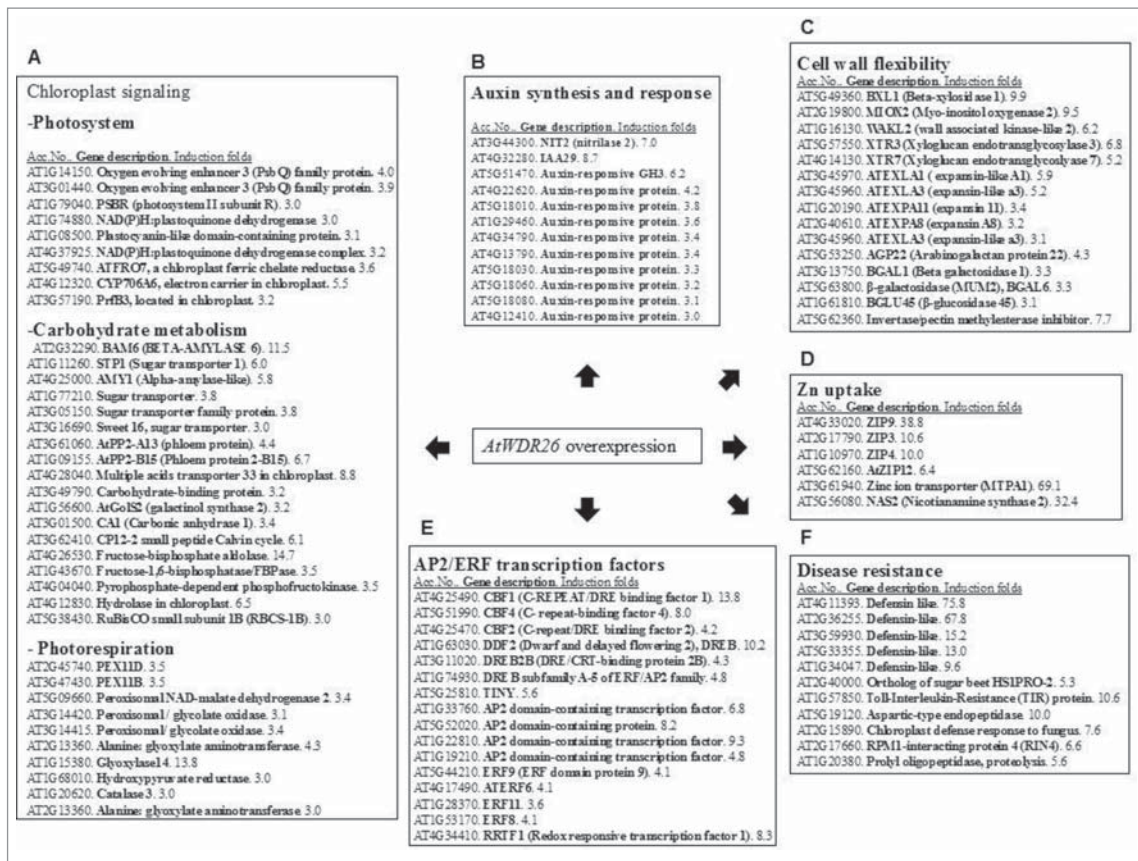 A
Chloroplast signaling
-Photosystem
Acc.No.. Gene description. Induction folds
AT1G14150. Oxygen evolving enhancer 3 (PsbQ) family protein. 4.0
AT3G01440. Oxygen evolving enhancer 3 (PsbQ) family protein. 3.9
AT1G79040. PSBR (photosystem II subunit R). 3.0
AT1G74880. NAD(P)H:plastoquinone dehydrogenase. 3.0
AT1G08500. Plastocyanin-like domain-containing protein. 3.1
AT4G37925. NAD(P)H:plastoquinone dehydrogenase complex. 3.2
AT5G49740. ATFRO7, a chloroplast ferric chelate reductase. 3.6
AT4G12320. CYP706A6, electron carrier in chloroplast. 5.5
AT3G57190. PrfB3, located in chloroplast. 3.2
-Carbohydrate metabolism
AT2G32290. BAM6 (BETA-AMYLASE 6). 11.5
AT1G11260. STP1 (Sugar transporter 1). 6.0
AT4G25000. AMY1 (Alpha-amylase-like). 5.8
AT1G77210. Sugar transporter. 3.8
AT3G05150. Sugar transporter family protein. 3.8
AT3G16690. Sweet 16, sugar transporter. 3.0
AT3G61060. AtPP2-A13 (phloem protein). 4.4
AT1G09155. AtPP2-B15 (Phloem protein 2-B15). 6.7
AT4G28040. Multiple acids transporter 33 in chloroplast. 8.8
AT3G49790. Carbohydrate-binding protein. 3.2
AT1G56600. AtGolS2 (galactinol synthase 2). 3.2
AT3G01500. CA1 (Carbonic anhydrase 1). 3.4
AT3G62410. CP12-2 small peptide Calvin cycle. 6.1
AT4G26530. Fructose-bisphosphate aldolase. 14.7
AT1G43670. Fructose-1,6-bisphosphatase/FBPase. 3.5
AT4G04040. Pyrophosphate-dependent phosphofructokinase. 3.5
AT4G12830. Hydrolase in chloroplast. 6.5
AT5G38430. RuBisCO small subunit 1B (RBCS-1B). 3.0
- Photorespiration
AT2G45740. PEX11D. 3.5
AT3G47430. PEX11B. 3.5
AT5G09660. Peroxisomal NAD-malate dehydrogenase 2. 3.4
AT3G14420. Peroxisomal/ glycolate oxidase. 3.1
AT3G14415. Peroxisomal/ glycolate oxidase. 3.4
AT2G13360. Alanine: glyoxylate aminotransferase. 4.3
AT1G15380. Glyoxylase I4. 13.8
AT1G68010. Hydroxypyruvate reductase. 3.0
AT1G20620. Catalase 3. 3.0
AT2G13360. Alanine: glyoxylate aminotransferase. 3.0
B
Auxin synthesis and response
Acc.No.. Gene description. Induction folds
AT3G44300. NIT2 (nitrilase 2). 7.0
AT4G32280. IAA29. 8.7
AT5G51470. Auxin-responsive GH3. 6.2
AT4G22620. Auxin-responsive protein. 4.2
AT5G18010. Auxin-responsive protein. 3.8
AT1G29460. Auxin-responsive protein. 3.6
AT4G34790. Auxin-responsive protein. 3.4
AT4G13790. Auxin-responsive protein. 3.4
AT5G18030. Auxin-responsive protein. 3.3
AT5G18060. Auxin-responsive protein. 3.2
AT5G18080. Auxin-responsive protein. 3.1
AT4G12410. Auxin-responsive protein. 3.0
AtWDR26 overexpression
C
Cell wall flexibility
Acc.No.. Gene description. Induction folds
AT5G49360. BXL1 (Beta-xylosidase 1). 9.9
AT2G19800. MIOX2 (Myo-inositol oxygenase 2). 9.5
AT1G16130. WAKL2 (wall associated kinase-like 2). 6.2
AT5G57550. XTR3 (Xyloglucan endotransglycosylase 3). 6.8
AT4G14130. XTR7 (Xyloglucan endotransglycoslyase 7). 5.2
AT3G45970. ATEXLA1 ( expansin-like A1). 5.9
AT3G45960. ATEXLA3 (expansin-like a3). 5.2
AT1G20190. ATEXPA11 (expansin 11). 3.4
AT2G40610. ATEXPA8 (expansin A8). 3.2
AT3G45960. ATEXLA3 (expansin-like a3). 3.1
AT5G53250. AGP22 (Arabinogalactan protein 22). 4.3
AT3G13750. BGAL1 (Beta galactosidase 1). 3.3
AT5G63800. β-galactosidase (MUM2), BGAL6. 3.3
AT1G61810. BGLU45 (β-glucosidase 45). 3.1
AT5G62360. Invertase/pectin methylesterase inhibitor. 7.7
D
Zn uptake
Acc.No.. Gene description. Induction folds
AT4G33020. ZIP9. 38.8
AT2G17790. ZIP3. 10.6
AT1G10970. ZIP4. 10.0
AT5G62160. AtZIP12. 6.4
AT3G61940. Zinc ion transporter (MTPA1). 69.1
AT5G56080. NAS2 (Nicotianamine synthase 2). 32.4
E
AP2/ERF transcription factors
Acc.No.. Gene description. Induction folds
AT4G25490. CBF1 (C-REPEAT/DRE binding factor 1). 13.8
AT5G51990. CBF4 (C- repeat-binding factor 4). 8.0
AT4G25470. CBF2 (C-repeat/DRE binding factor 2). 4.2
AT1G63030. DDF2 (Dwarf and delayed flowering 2), DREB. 10.2
AT3G11020. DREB2B (DRE/CRT-binding protein 2B). 4.3
AT1G74930. DREB subfamily A-5 of ERF/AP2 family. 4.8
AT5G25810. TINY. 5.6
AT1G33760. AP2 domain-containing transcription factor. 6.8
AT5G52020. AP2 domain-containing protein. 8.2
AT1G22810. AP2 domain-containing transcription factor. 9.3
AT1G19210. AP2 domain-containing transcription factor. 4.8
AT5G44210. ERF9 (ERF domain protein 9). 4.1
AT4G17490. ATERF6. 4.1
AT1G28370. ERF11. 3.6
AT1G53170. ERF8. 4.1
AT4G34410. RRTF1 (Redox responsive transcription factor 1). 8.3
F
Disease resistance
Acc.No.. Gene description. Induction folds
AT4G11393. Defensin like. 75.8
AT2G36255. Defensin-like. 67.8
AT3G59930. Defensin-like. 15.2
AT5G33355. Defensin-like. 13.0
AT1G34047. Defensin-like. 9.6
AT2G40000. Ortholog of sugar beet HS1PRO-2. 5.3
AT1G57850. Toll-Interleukin-Resistance (TIR) protein. 10.6
AT5G19120. Aspartic-type endopeptidase. 10.0
AT2G15890. Chloroplast defense response to fungus. 7.6
AT2G17660. RPM1-interacting protein 4 (RIN4). 6.6
AT1G20380. Prolyl oligopeptidase, proteolysis. 5.6